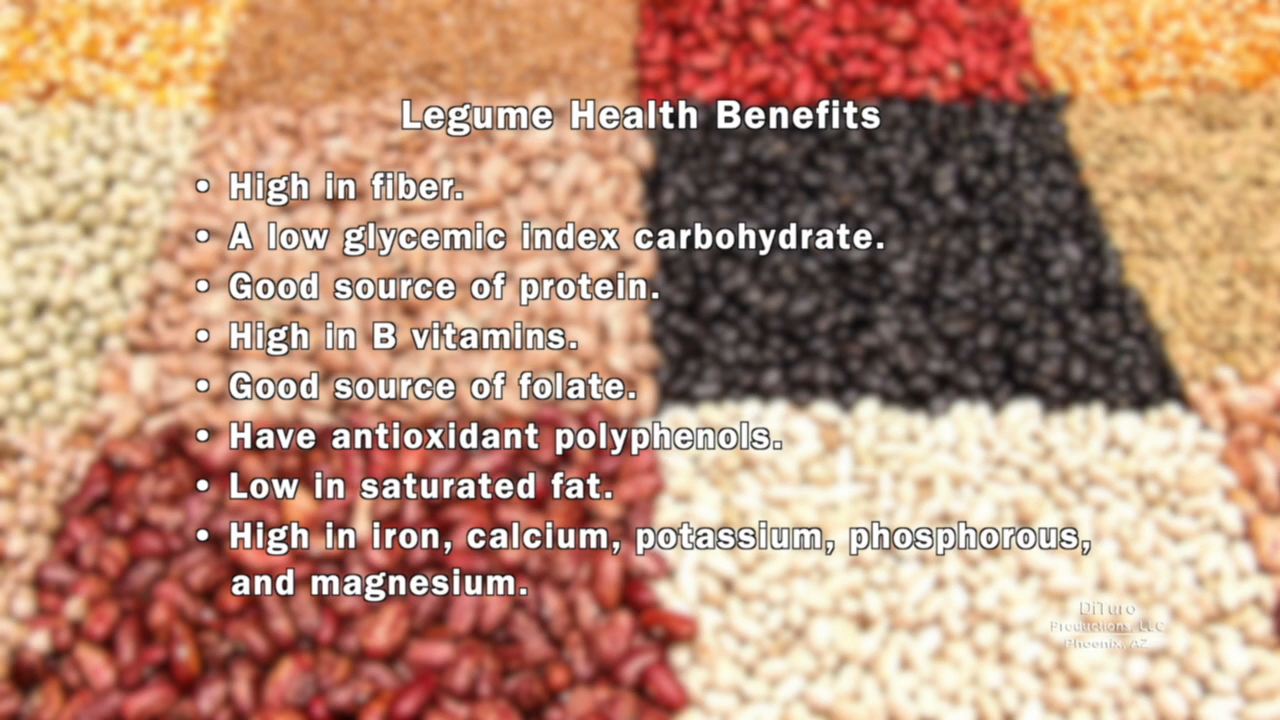 Legume Health Benefits
• High in fiber.
• A low glycemic index carbohydrate.
• Good source of protein.
• High in B vitamins.
• Good source of folate.
• Have antioxidant polyphenols.
• Low in saturated fat.
• High in iron, calcium, potassium, phosphorous,
and magnesium.
DiTuro
Productions, LLC
Phoenix, AZ